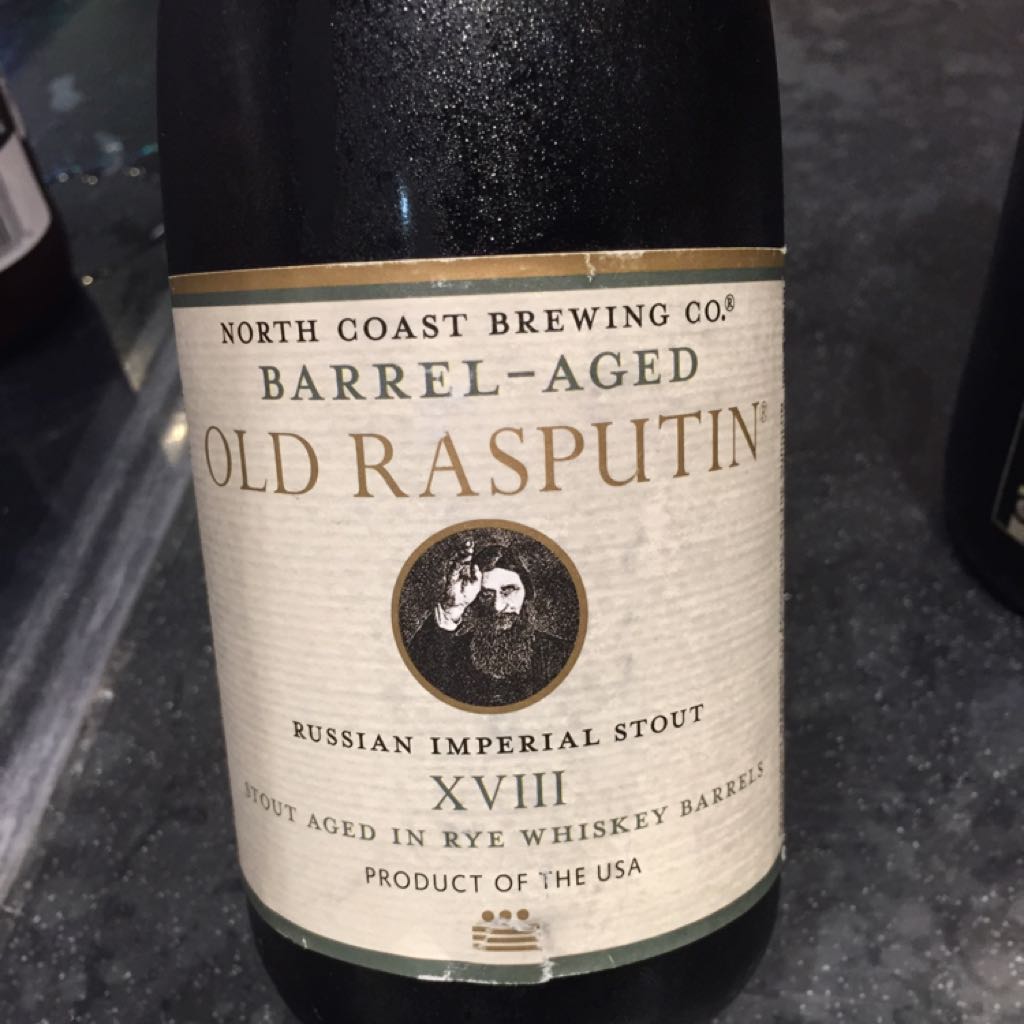 NORTH COAST BREWING CO.®
BARREL-AGED
OLD RASPUTIN®
RUSSIAN IMPERIAL STOUT
XVIII
STOUT AGED IN RYE WHISKEY BARRELS
PRODUCT OF THE USA